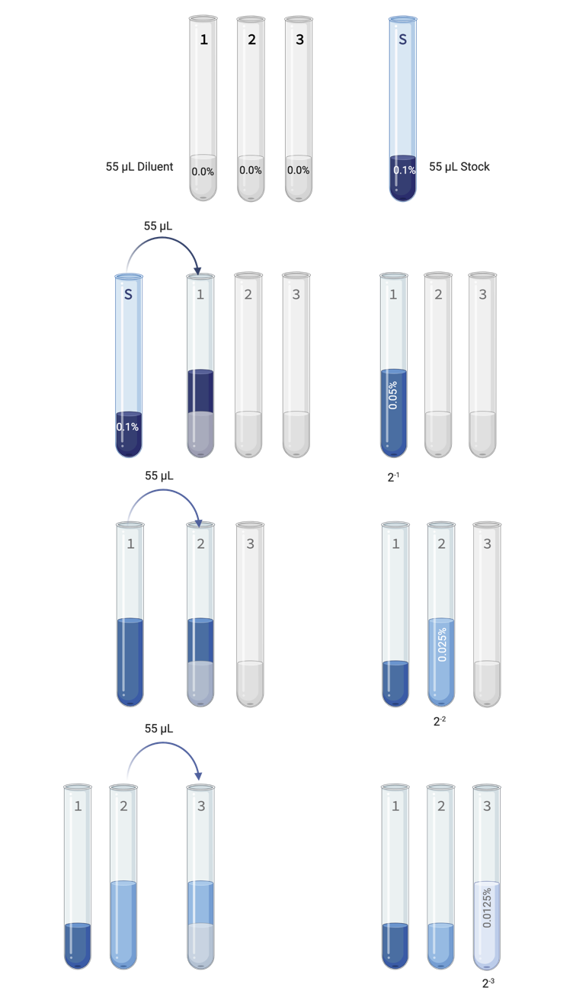 1 2 3 S
55 µL Diluent 0.0% 0.0% 0.0% 0.1% 55 µL Stock
55 µL
S 1 2 3 1 2 3
0.05%
0.1%
2-1
55 µL
1 2 3 1 2 3
0.025%
2-2
55 µL
1 2 3 1 2 3
0.0125%
2-3